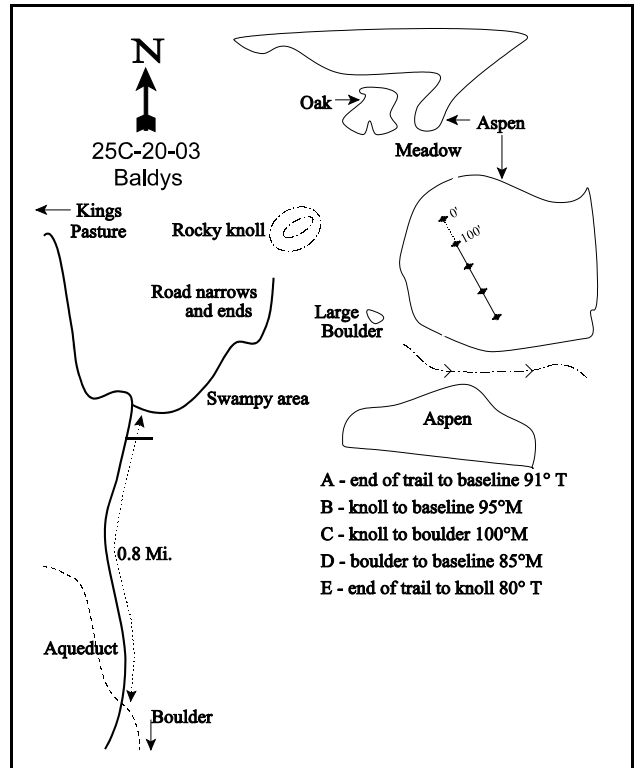 N
25C-20-03
Baldys
Oak
Aspen
Meadow
Kings
Pasture
Rocky knoll
0'
100'
Road narrows
and ends
Large
Boulder
Swampy area
Aspen
A - end of trail to baseline 91° T
B - knoll to baseline 95°M
C - knoll to boulder 100°M
D - boulder to baseline 85°M
E - end of trail to knoll 80° T
0.8 Mi.
Aqueduct
Boulder